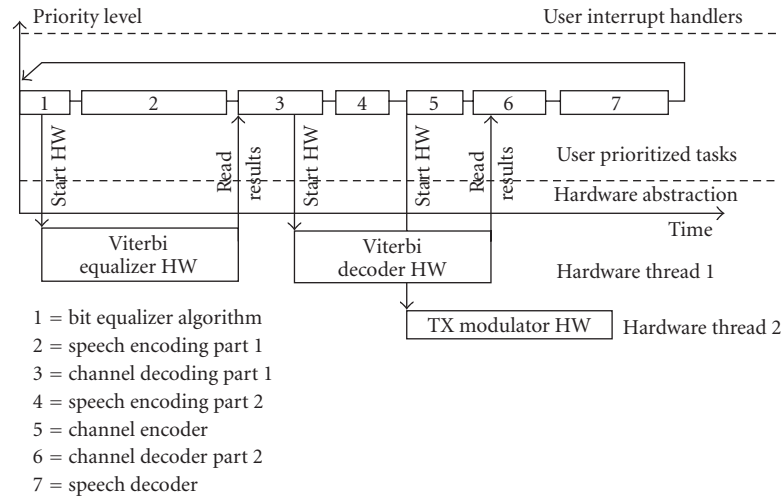 Priority level
User interrupt handlers
1
2
3
4
5
6
7
Start HW
Read
results
Start HW
Start HW
Read
results
User prioritized tasks
Hardware abstraction
Time
Viterbi
equalizer HW
Viterbi
decoder HW
Hardware thread 1
TX modulator HW
Hardware thread 2
1 = bit equalizer algorithm
2 = speech encoding part 1
3 = channel decoding part 1
4 = speech encoding part 2
5 = channel encoder
6 = channel decoder part 2
7 = speech decoder